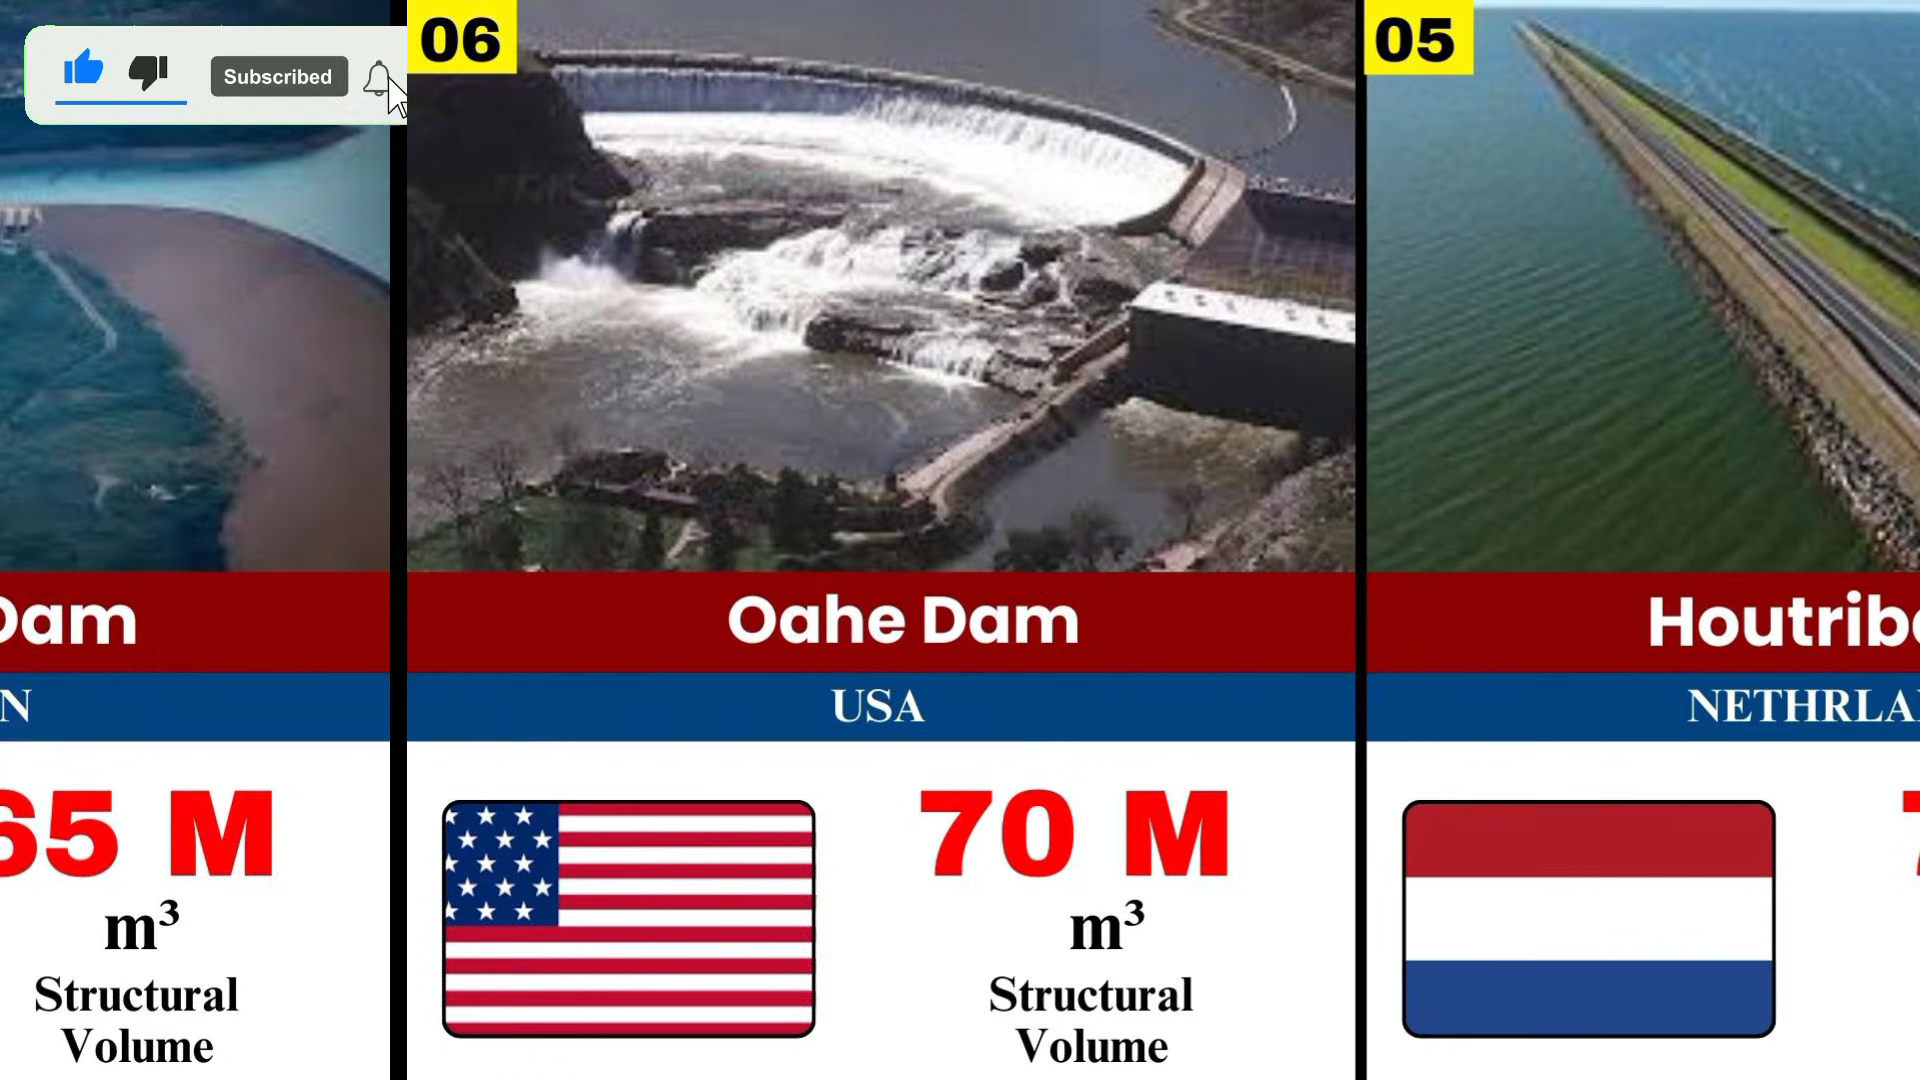 Subscribed
06
05
Dam
Oahe Dam
Houtrib
N
USA
NETHRLA
65 M
70 M
m³
m³
Structural
Volume
Structural
Volume